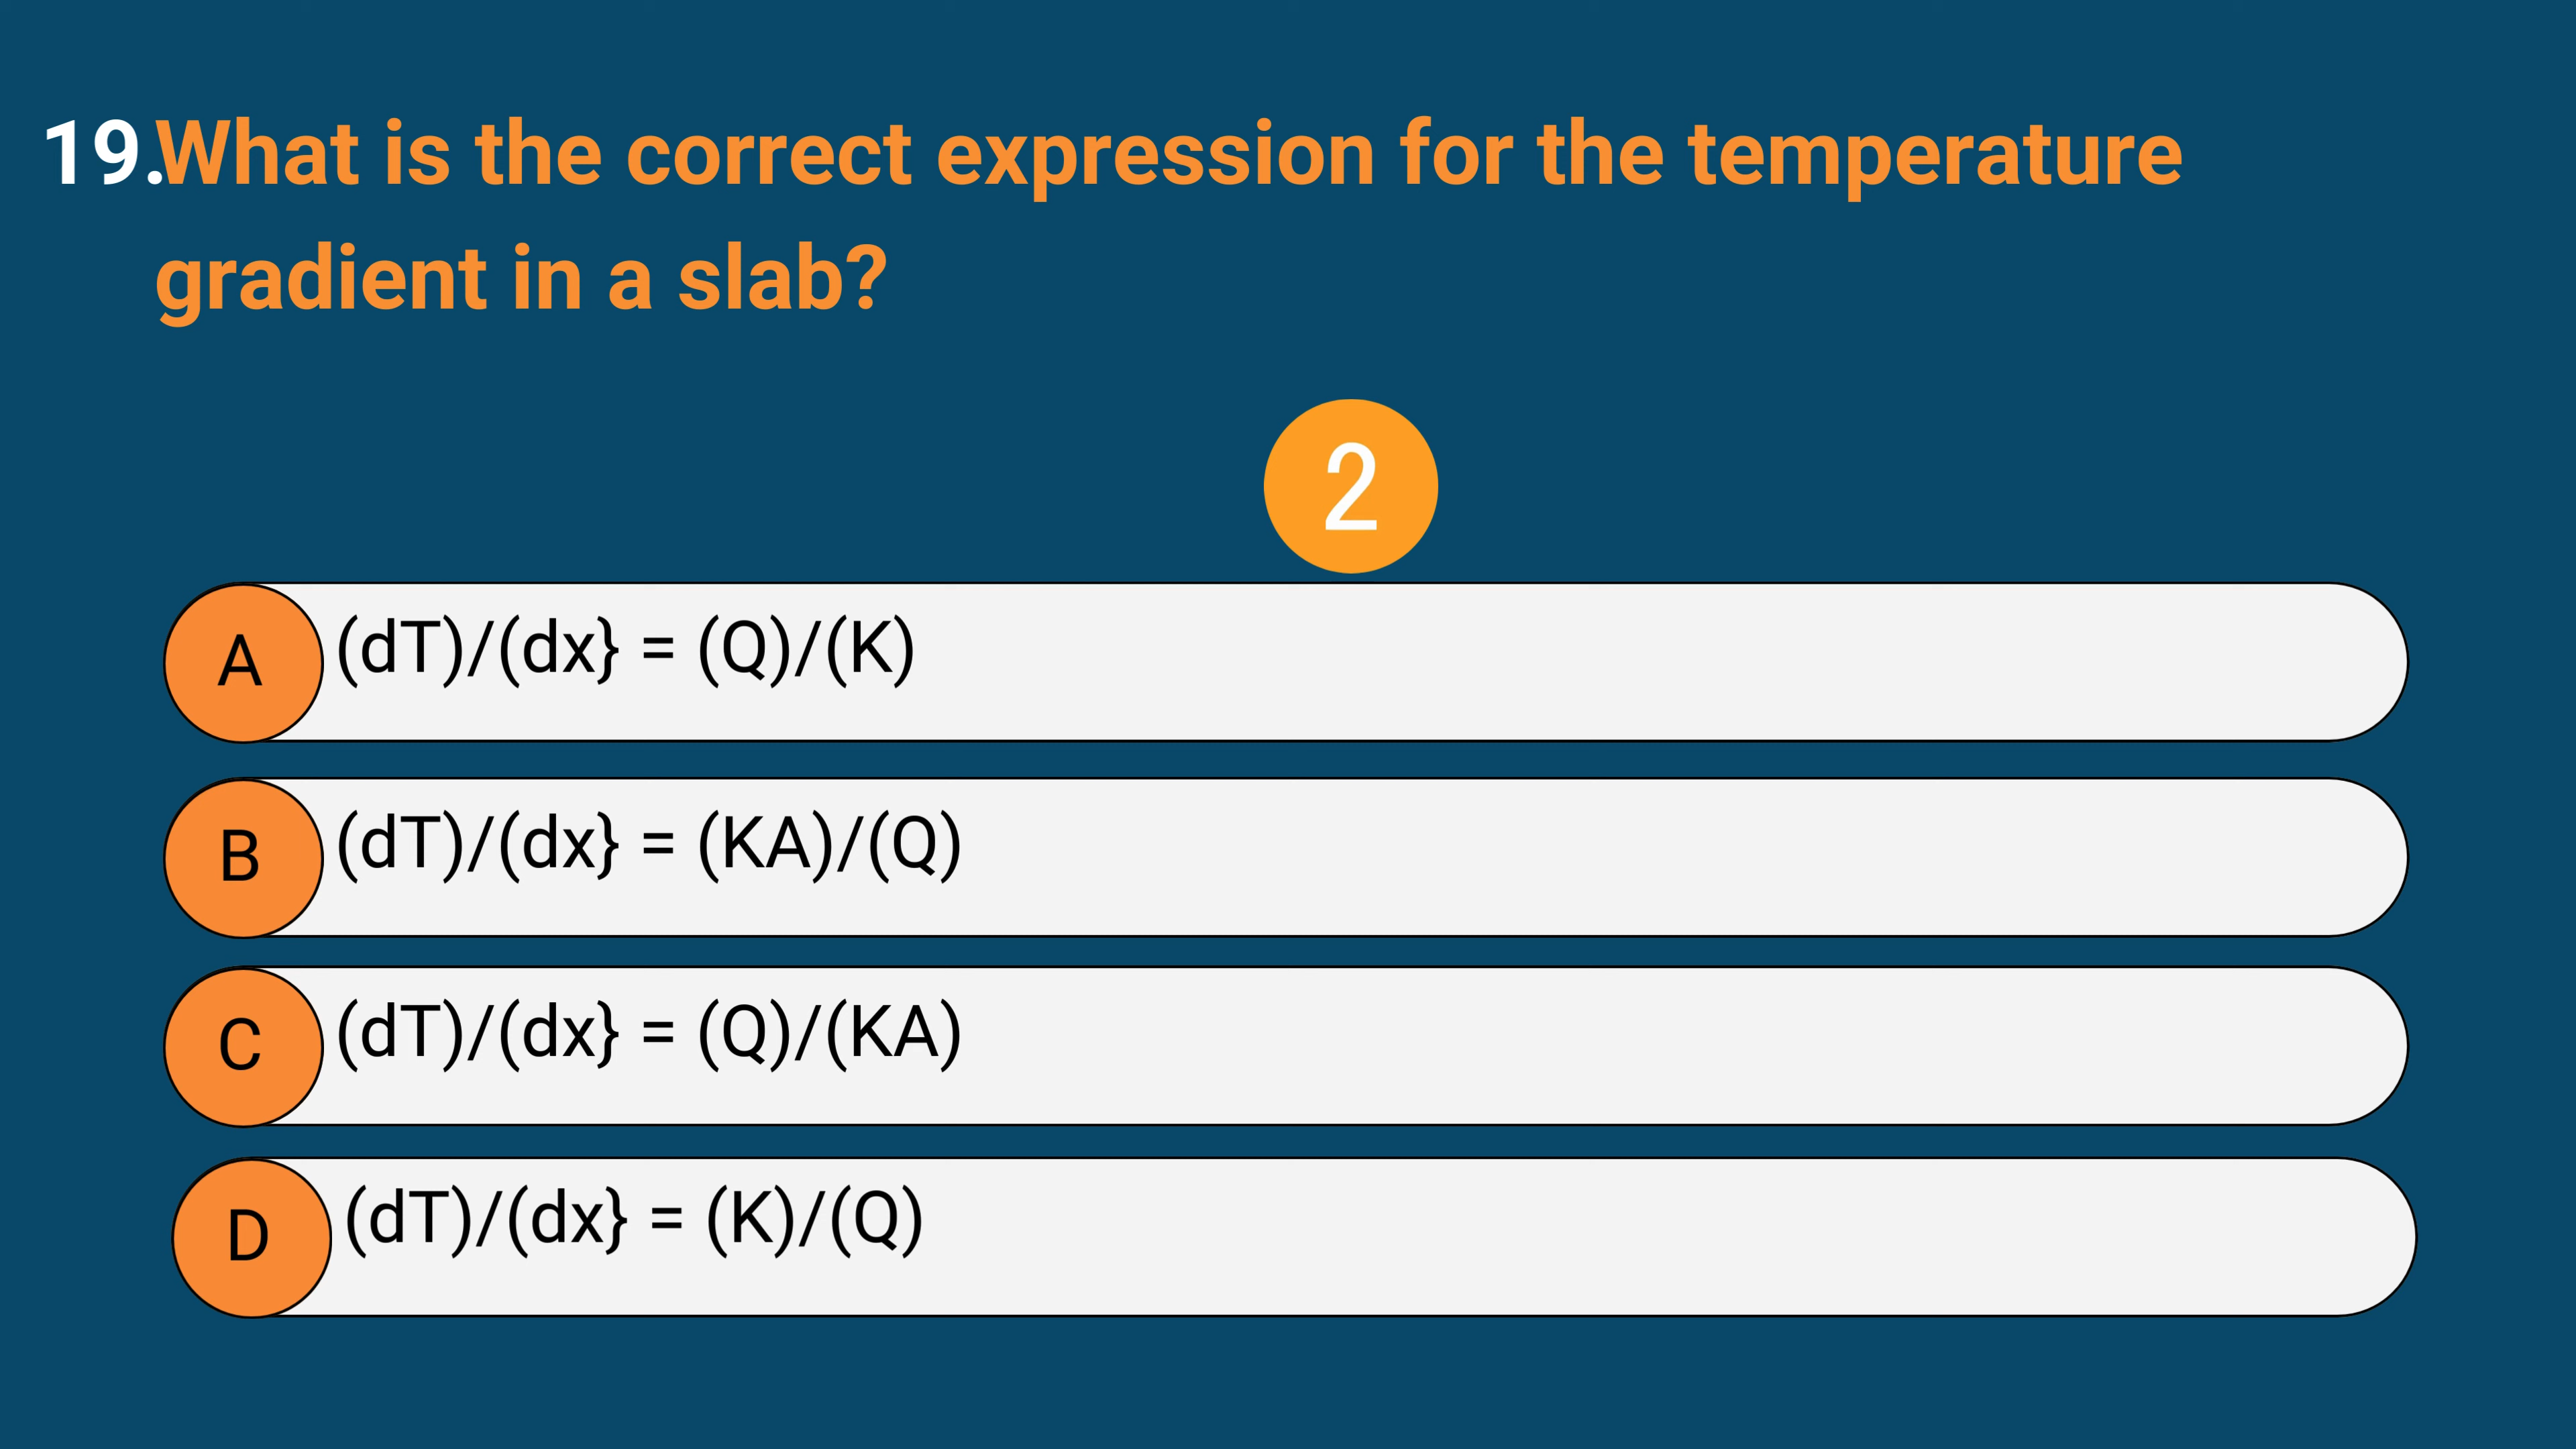 19.What is the correct expression for the temperature
gradient in a slab?
2
A (dT)/(dx} = (Q)/(K)
B (dT)/(dx} = (KA)/(Q)
C (dT)/(dx} = (Q)/(KA)
D (dT)/(dx} = (K)/(Q)